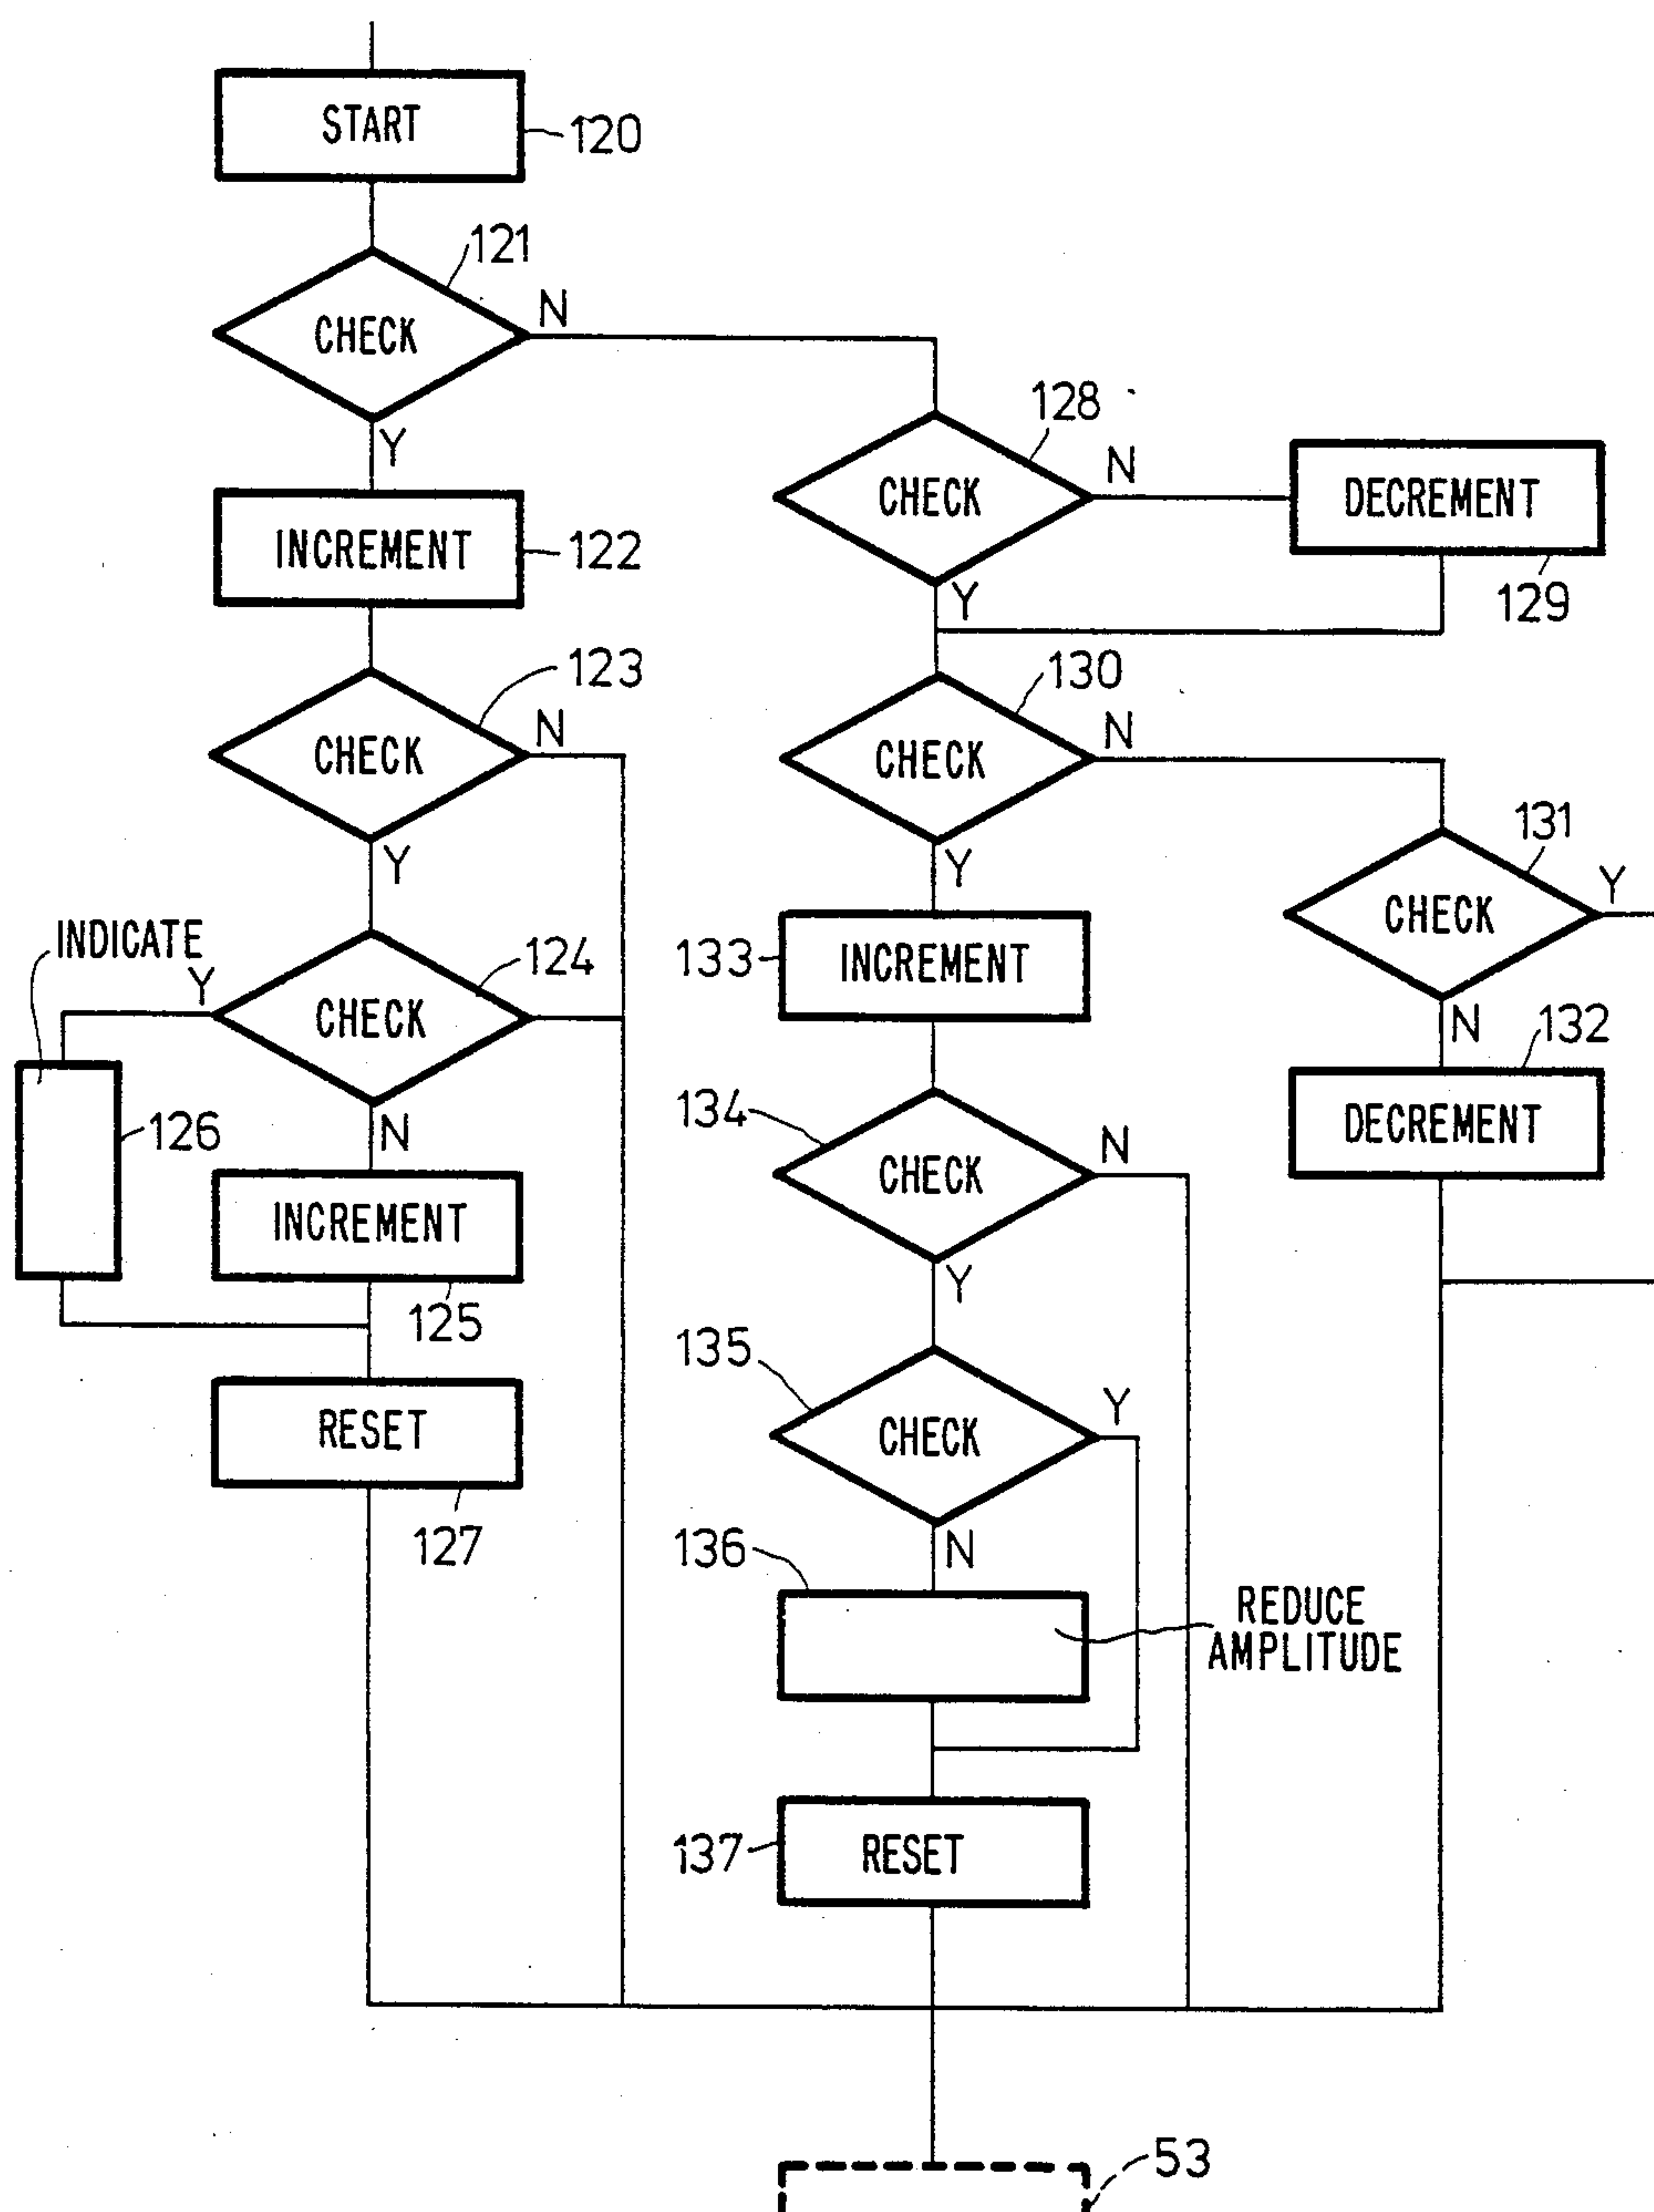 START
120
121
CHECK
N
Y
INCREMENT
122
128
CHECK
N
DECREMENT
129
Y
123
CHECK
N
Y
130
CHECK
N
Y
131
CHECK
Y
N
INDICATE
Y
124
CHECK
N
126
INCREMENT
125
133
INCREMENT
132
DECREMENT
134
CHECK
N
Y
135
CHECK
Y
N
RESET
127
136
REDUCE
AMPLITUDE
137
RESET
53